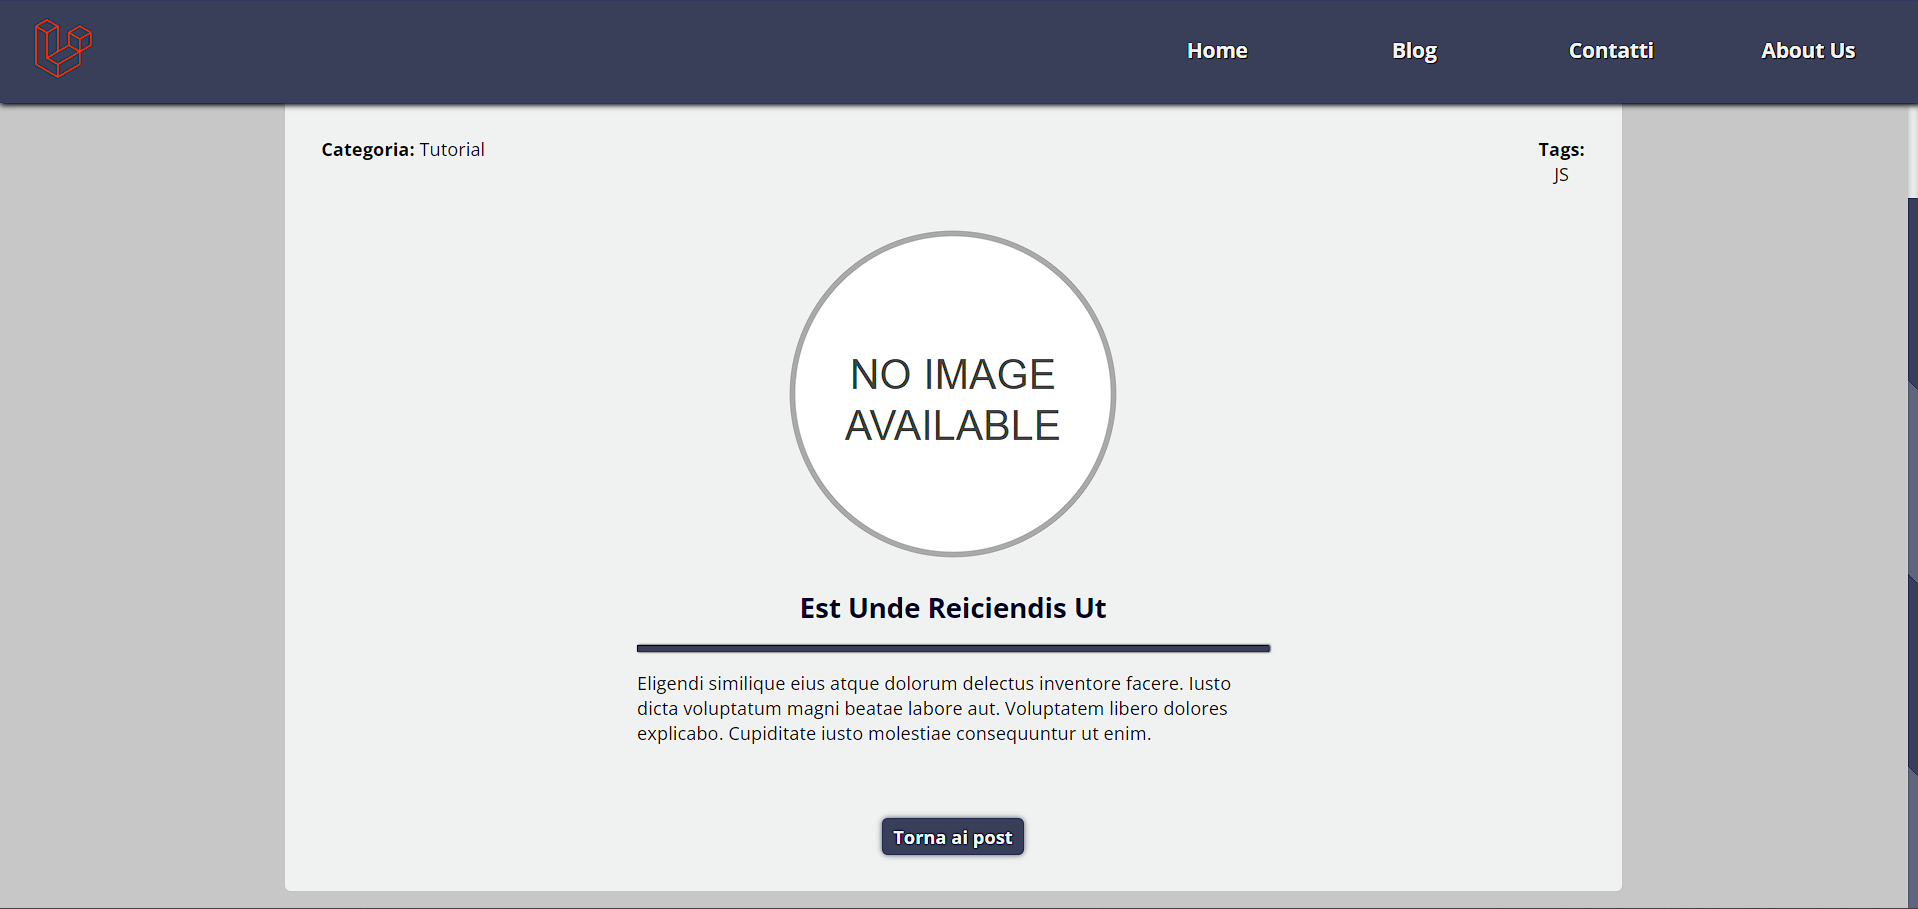 Home
Blog
Contatti
About Us
Categoria: Tutorial
Tags:
JS
NO IMAGE
AVAILABLE
Est Unde Reiciendis Ut
Eligendi similique eius atque dolorum delectus inventore facere. Iusto
dicta voluptatum magni beatae labore aut. Voluptatem libero dolores
explicabo. Cupiditate iusto molestiae consequuntur ut enim.
Torna ai post